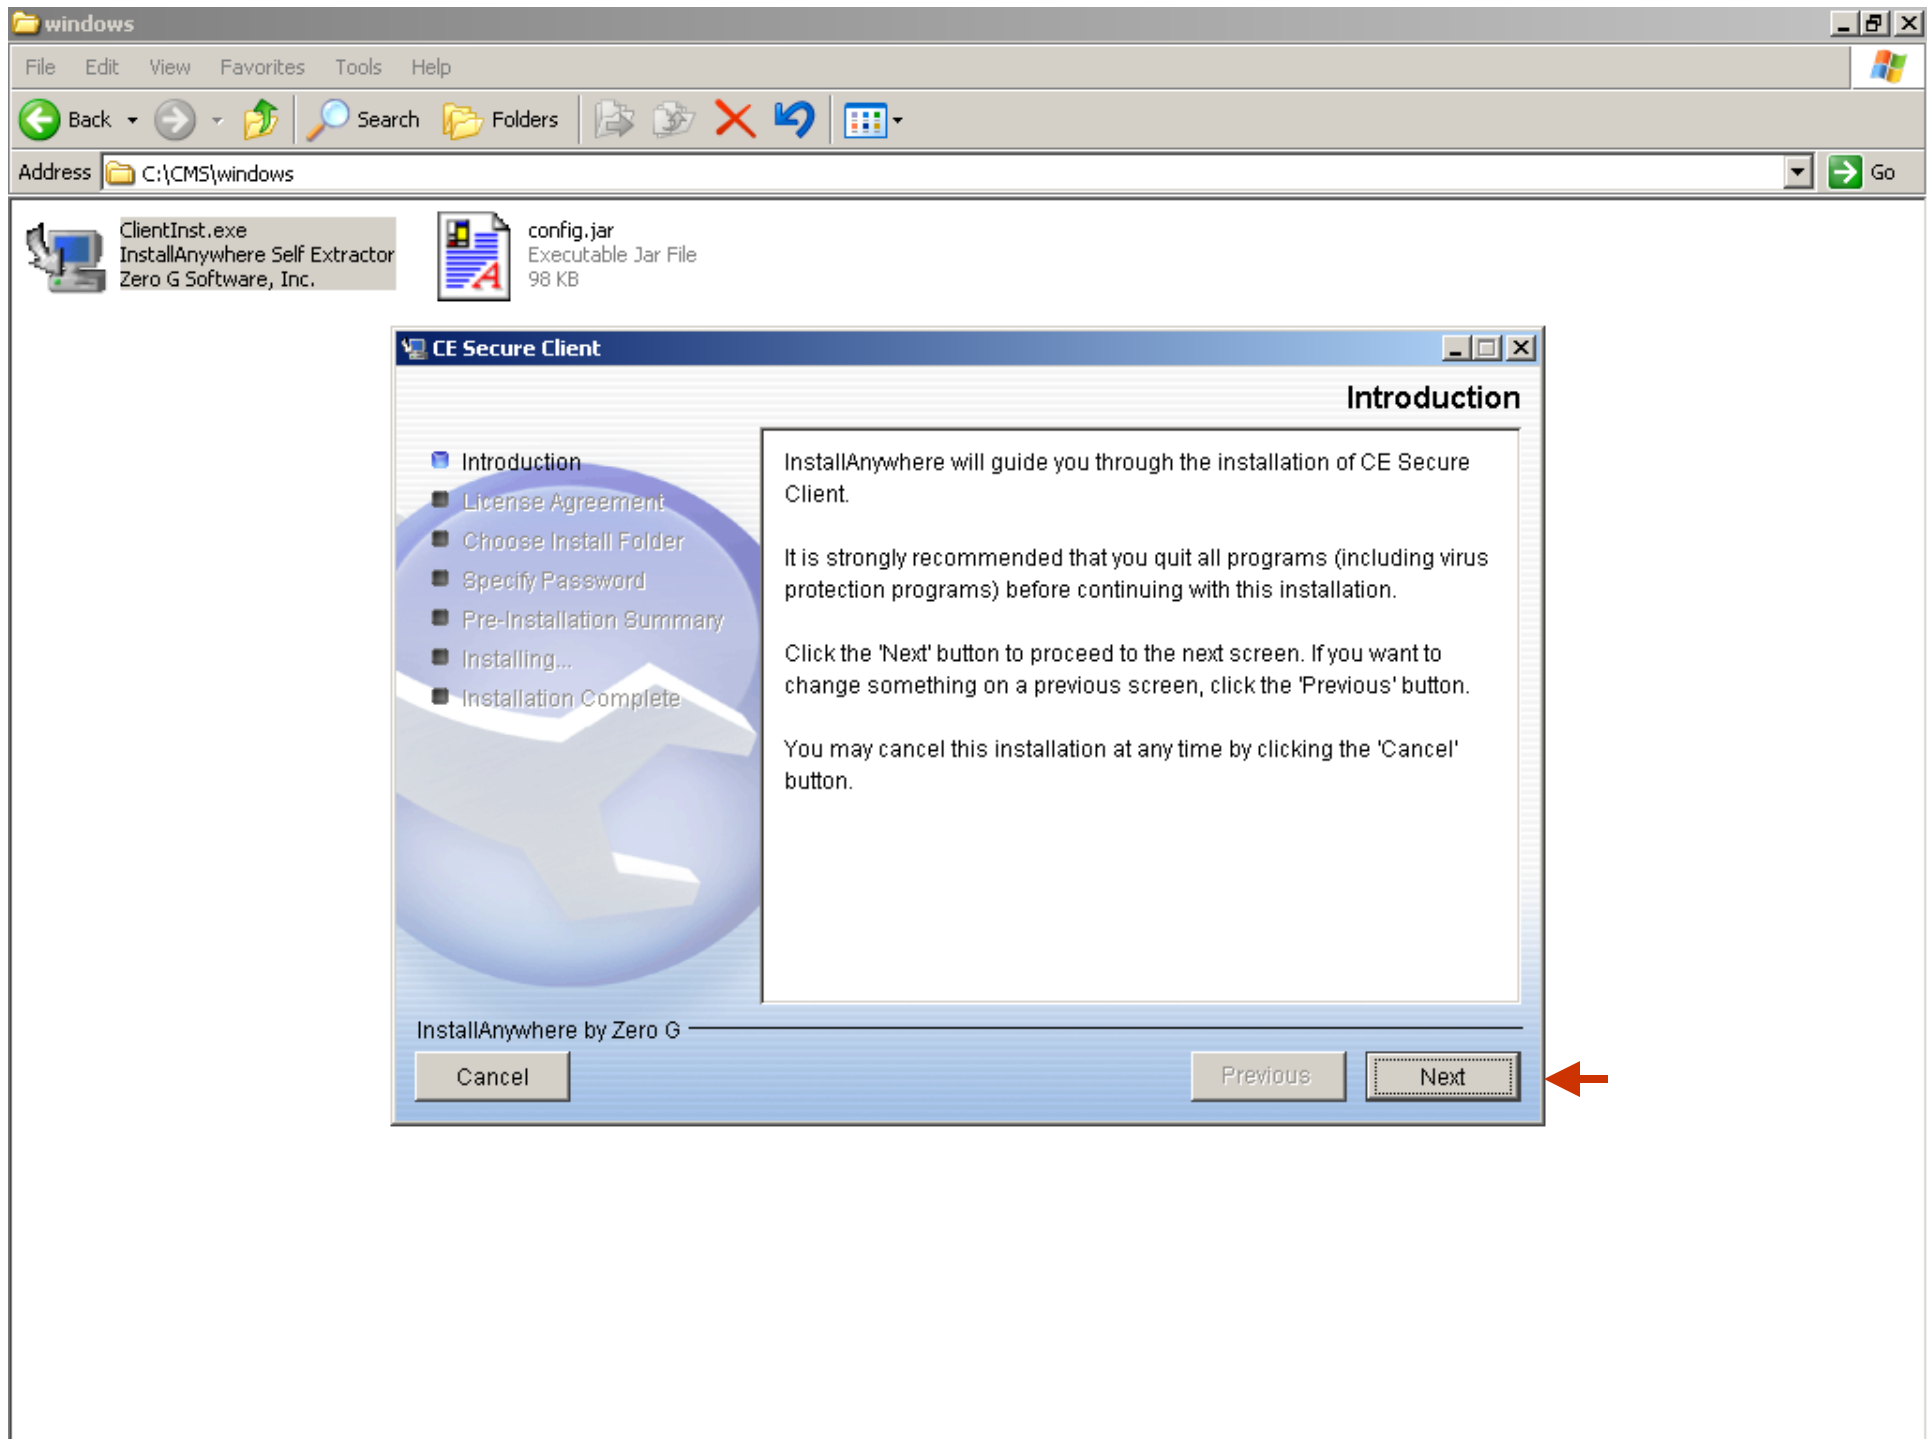 windows
File Edit View Favorites Tools Help
Back Search Folders
Address C:\CMS\windows Go
ClientInst.exe
InstallAnywhere Self Extractor
Zero G Software, Inc.
config.jar
Executable Jar File
98 KB
CE Secure Client
Introduction
Introduction
License Agreement
Choose Install Folder
Specify Password
Pre-Installation Summary
Installing...
Installation Complete
InstallAnywhere will guide you through the installation of CE Secure
Client.
It is strongly recommended that you quit all programs (including virus
protection programs) before continuing with this installation.
Click the 'Next' button to proceed to the next screen. If you want to
change something on a previous screen, click the 'Previous' button.
You may cancel this installation at any time by clicking the 'Cancel'
button.
InstallAnywhere by Zero G
Cancel Previous Next